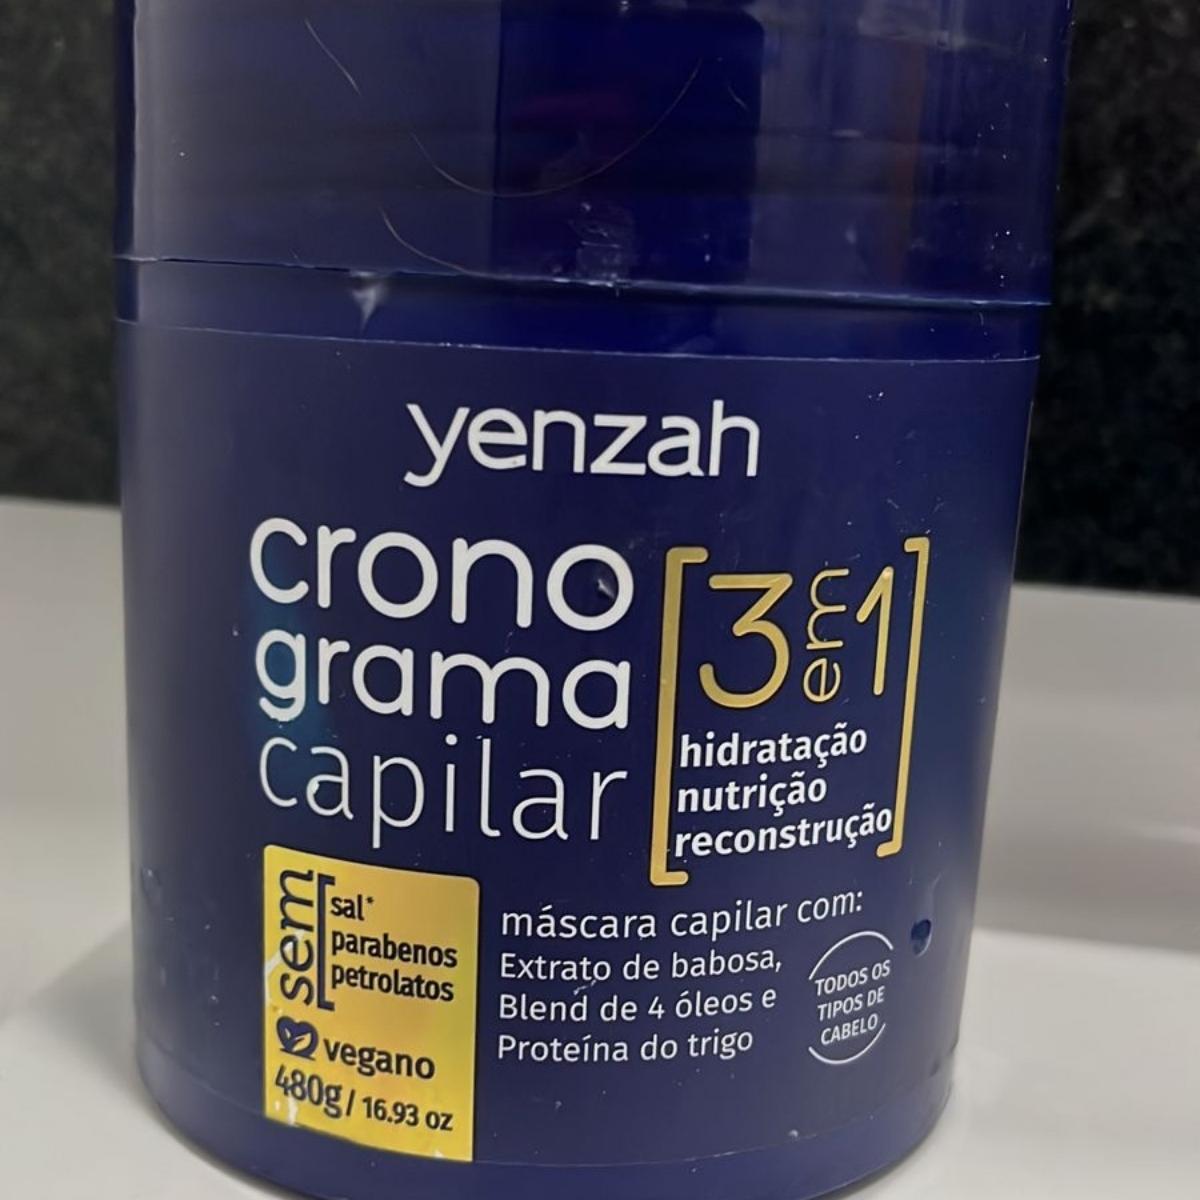 yenzah
crono
grama
capilar
[3 em 1]
hidratação
nutrição
reconstrução
sem
sal*
parabenos
petrolatos
vegano
480g / 16.93 oz
máscara capilar com:
Extrato de babosa,
Blend de 4 óleos e
Proteína do trigo
TODOS OS
TIPOS DE
CABELO